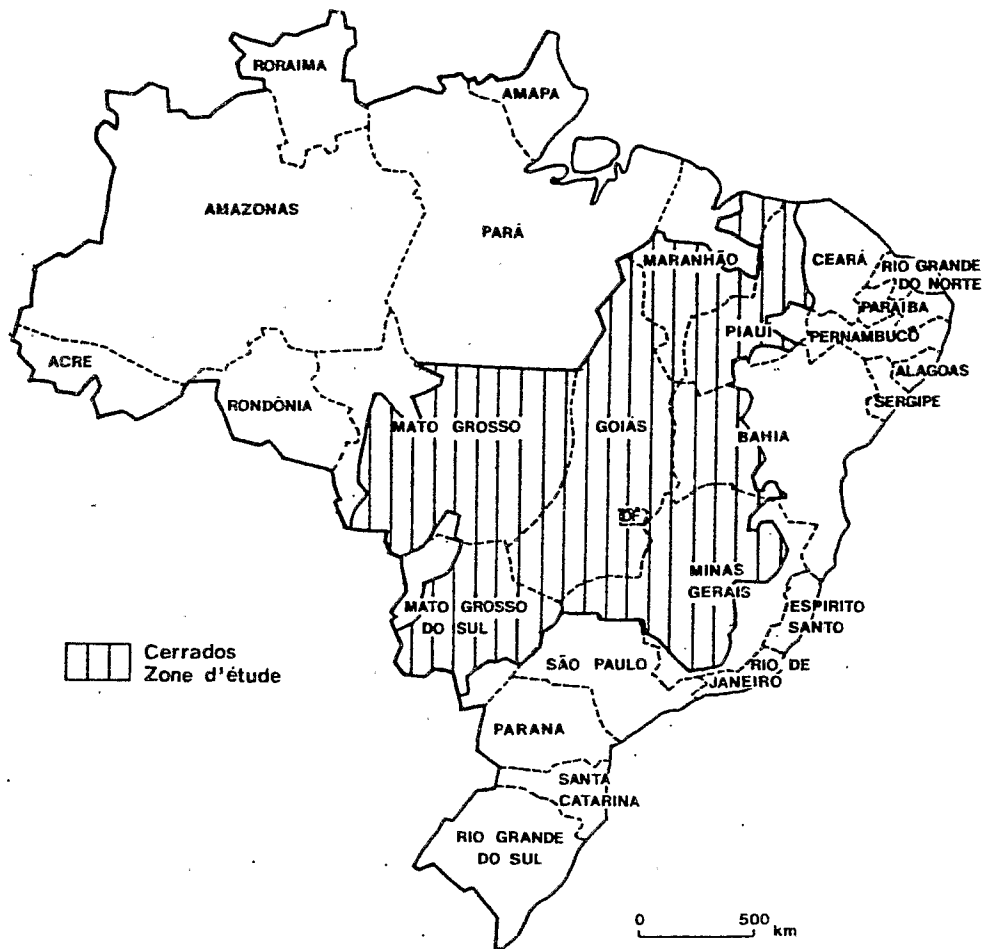 RORAIMA
AMAPA
AMAZONAS
PARÁ
MARANHÃO
CEARÁ
RIO GRANDE
DO NORTE
PARAIBA
PIAUI
PERNAMBUCO
ACRE
ALAGOAS
RONDÔNIA
SERGIPE
MATO GROSSO
GOIÁS
BAHIA
DF
MINAS
GERAIS
MATO GROSSO
DO SUL
ESPIRITO
SANTO
Cerrados
Zone d'étude
SÃO PAULO
RIO DE
JANEIRO
PARANA
SANTA
CATARINA
RIO GRANDE
DO SUL
0 500 km